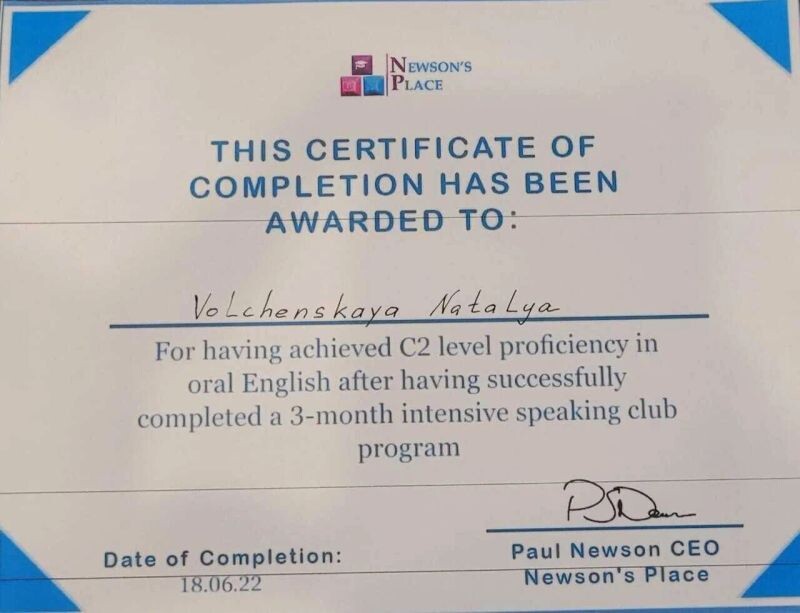 NEWSON'S
PLACE
THIS CERTIFICATE OF
COMPLETION HAS BEEN
AWARDED TO:
Volchenskaya Natalya
For having achieved C2 level proficiency in
oral English after having successfully
completed a 3-month intensive speaking club
program
Date of Completion:
18.06.22
Paul Newson CEO
Newson's Place